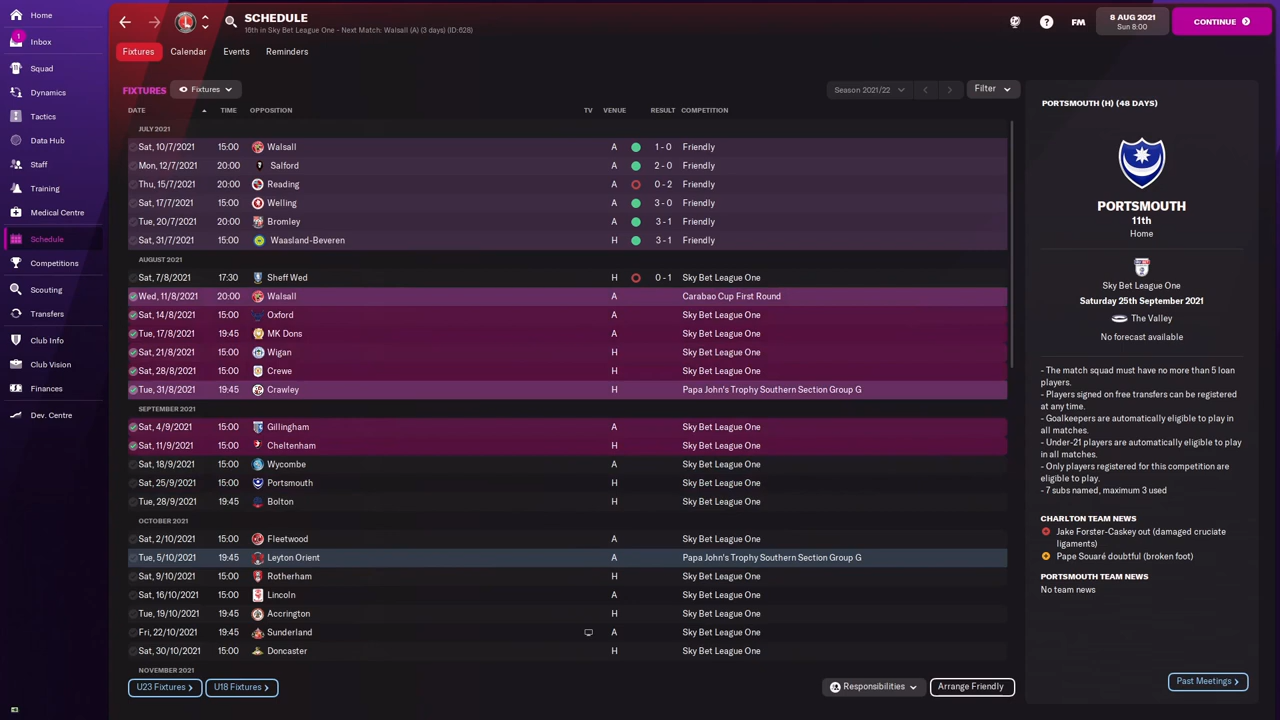 Home
1
Inbox
Squad
Dynamics
Tactics
Data Hub
Staff
Training
Medical Centre
Schedule
Competitions
Scouting
Transfers
Club Info
Club Vision
Finances
Dev. Centre
SCHEDULE
16th in Sky Bet League One - Next Match: Walsall (A) (3 days) (ID:628)
? FM 8 AUG 2021 Sun 8:00 CONTINUE
Fixtures Calendar Events Reminders
FIXTURES Fixtures Season 2021/22 Filter
DATE TIME OPPOSITION TV VENUE RESULT COMPETITION
JULY 2021
Sat, 10/7/2021 15:00 Walsall A 1 - 0 Friendly
Mon, 12/7/2021 20:00 Salford A 2 - 0 Friendly
Thu, 15/7/2021 20:00 Reading A 0 - 2 Friendly
Sat, 17/7/2021 15:00 Welling A 3 - 0 Friendly
Tue, 20/7/2021 20:00 Bromley A 3 - 1 Friendly
Sat, 31/7/2021 15:00 Waasland-Beveren H 3 - 1 Friendly
AUGUST 2021
Sat, 7/8/2021 17:30 Sheff Wed H 0 - 1 Sky Bet League One
Wed, 11/8/2021 20:00 Walsall A Carabao Cup First Round
Sat, 14/8/2021 15:00 Oxford A Sky Bet League One
Tue, 17/8/2021 19:45 MK Dons A Sky Bet League One
Sat, 21/8/2021 15:00 Wigan H Sky Bet League One
Sat, 28/8/2021 15:00 Crewe H Sky Bet League One
Tue, 31/8/2021 19:45 Crawley H Papa John's Trophy Southern Section Group G
SEPTEMBER 2021
Sat, 4/9/2021 15:00 Gillingham A Sky Bet League One
Sat, 11/9/2021 15:00 Cheltenham H Sky Bet League One
Sat, 18/9/2021 15:00 Wycombe A Sky Bet League One
Sat, 25/9/2021 15:00 Portsmouth H Sky Bet League One
Tue, 28/9/2021 19:45 Bolton H Sky Bet League One
OCTOBER 2021
Sat, 2/10/2021 15:00 Fleetwood A Sky Bet League One
Tue, 5/10/2021 19:45 Leyton Orient A Papa John's Trophy Southern Section Group G
Sat, 9/10/2021 15:00 Rotherham H Sky Bet League One
Sat, 16/10/2021 15:00 Lincoln A Sky Bet League One
Tue, 19/10/2021 19:45 Accrington H Sky Bet League One
Fri, 22/10/2021 19:45 Sunderland A Sky Bet League One
Sat, 30/10/2021 15:00 Doncaster H Sky Bet League One
NOVEMBER 2021
U23 Fixtures U18 Fixtures Responsibilities Arrange Friendly
PORTSMOUTH (H) (48 DAYS)
PORTSMOUTH
11th
Home
Sky Bet League One
Saturday 25th September 2021
The Valley
No forecast available
- The match squad must have no more than 5 loan
players.
- Players signed on free transfers can be registered
at any time.
- Goalkeepers are automatically eligible to play in
all matches.
- Under-21 players are automatically eligible to play
in all matches.
- Only players registered for this competition are
eligible to play.
- 7 subs named, maximum 3 used
CHARLTON TEAM NEWS
Jake Forster-Caskey out (damaged cruciate
ligaments)
Pape Souaré doubtful (broken foot)
PORTSMOUTH TEAM NEWS
No team news
Past Meetings